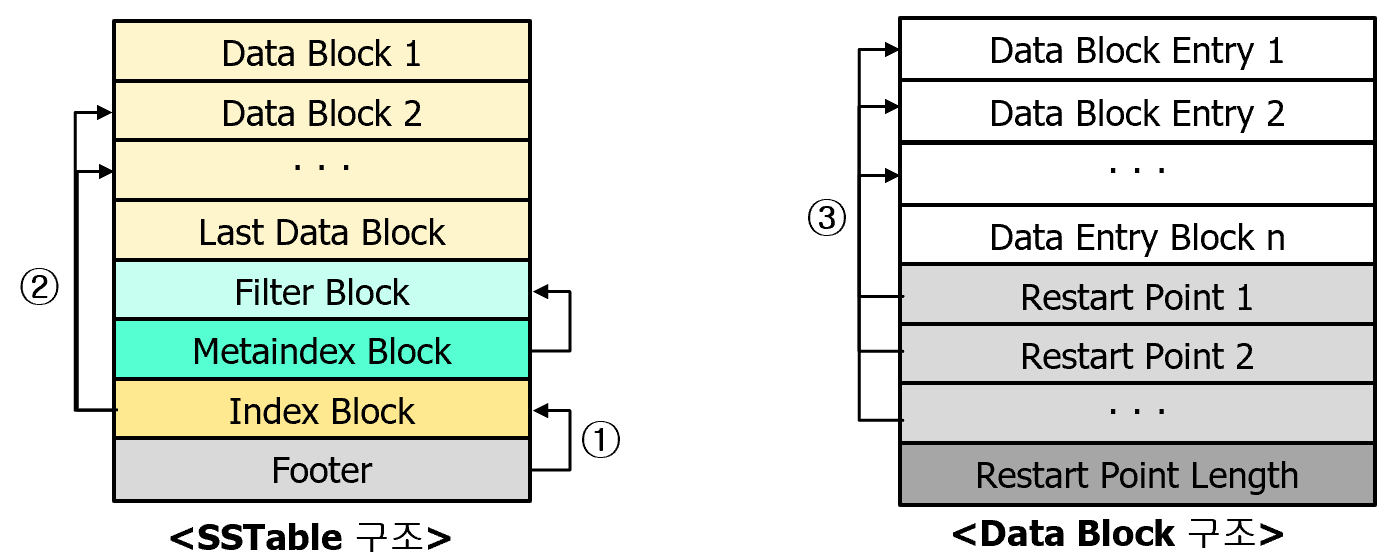 Data Block 1
Data Block 2
· · ·
Last Data Block
Filter Block
Metaindex Block
Index Block
Footer
①
②
<SSTable 구조>
Data Block Entry 1
Data Block Entry 2
· · ·
Data Entry Block n
Restart Point 1
Restart Point 2
· · ·
Restart Point Length
③
<Data Block 구조>